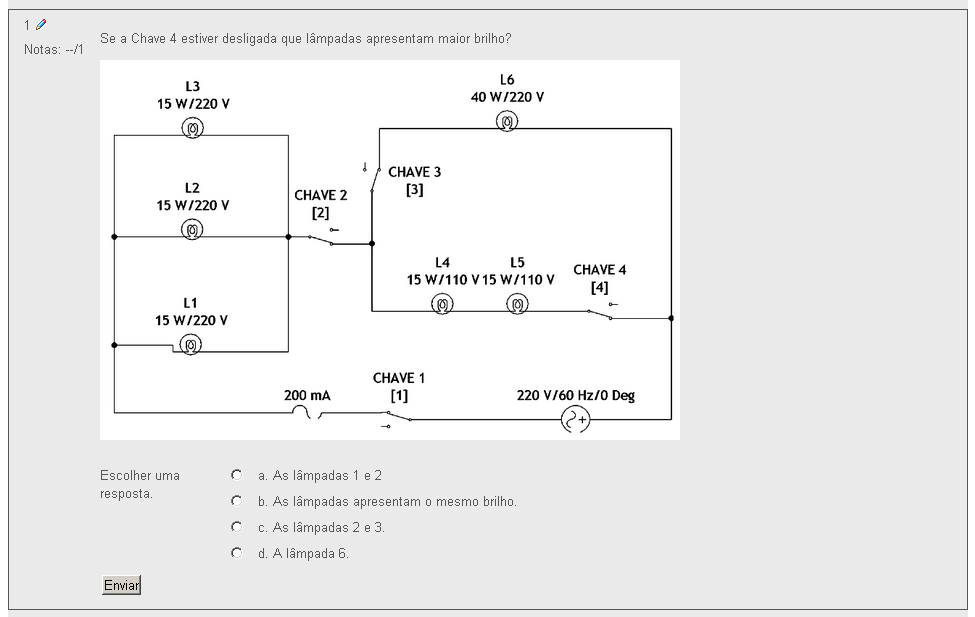 1
Notas: --/1
Se a Chave 4 estiver desligada que lâmpadas apresentam maior brilho?
L3
15 W/220 V
L6
40 W/220 V
L2
15 W/220 V
CHAVE 2
[2]
CHAVE 3
[3]
L1
15 W/220 V
L4
15 W/110 V
L5
15 W/110 V
CHAVE 4
[4]
200 mA
CHAVE 1
[1]
220 V/60 Hz/0 Deg
Escolher uma
resposta.
a. As lâmpadas 1 e 2
b. As lâmpadas apresentam o mesmo brilho.
c. As lâmpadas 2 e 3.
d. A lâmpada 6.
Enviar